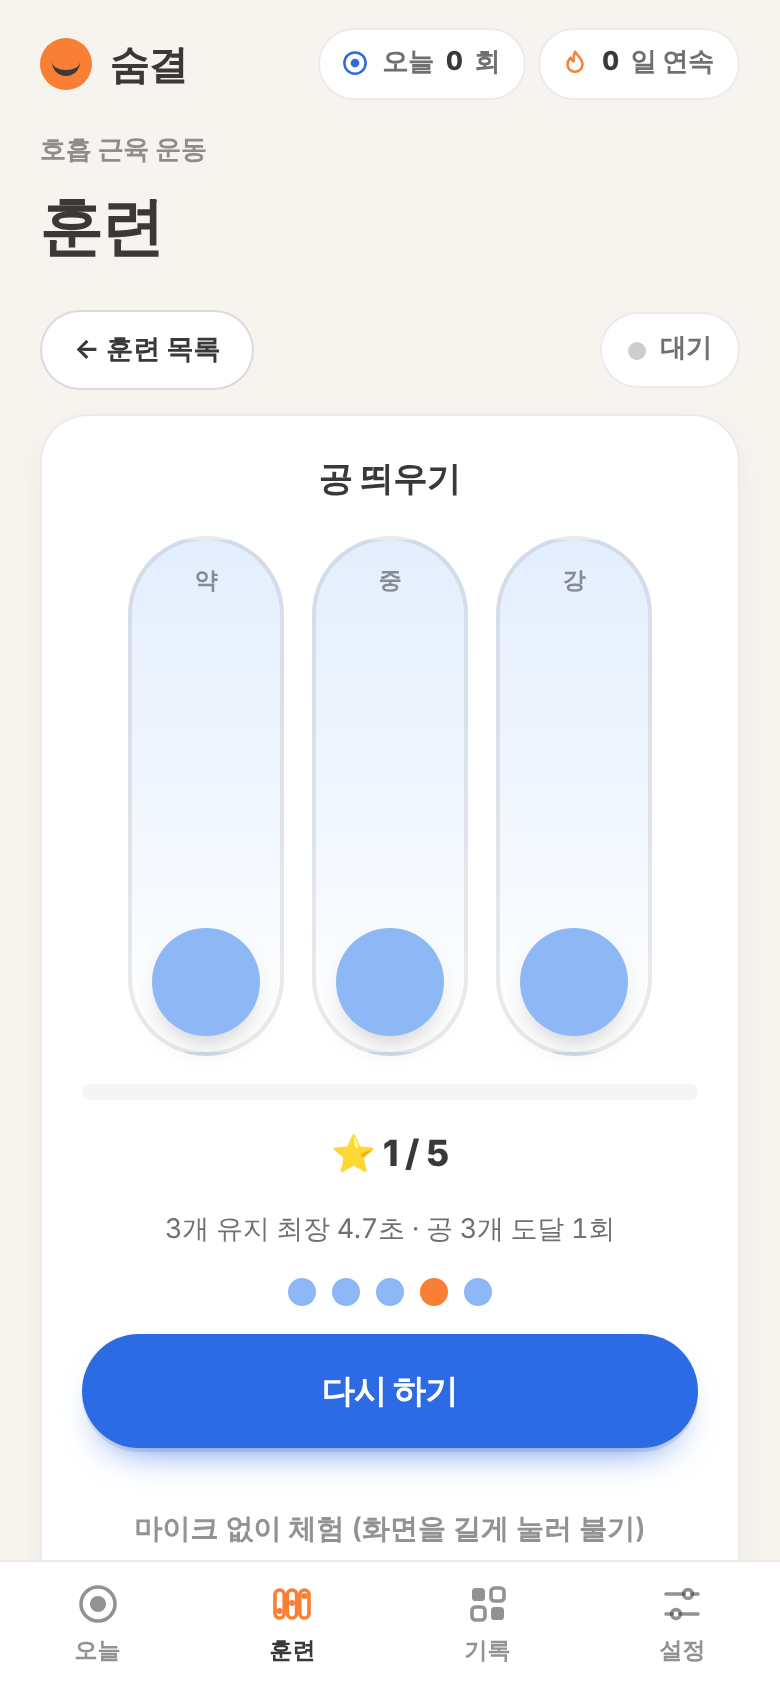 숨결
오늘 0 회
0 일 연속
호흡 근육 운동
훈련
← 훈련 목록
대기
공 띄우기
약 중 강
⭐ 1 / 5
3개 유지 최장 4.7초 · 공 3개 도달 1회
다시 하기
마이크 없이 체험 (화면을 길게 눌러 불기)
오늘 훈련 기록 설정